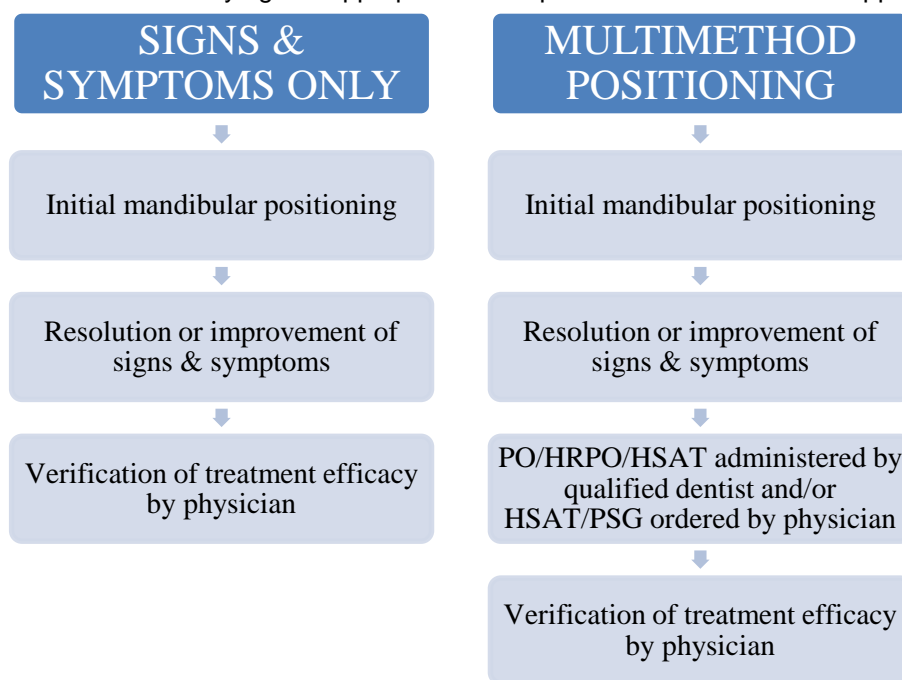 SIGNS &
SYMPTOMS ONLY
Initial mandibular positioning
Resolution or improvement of
signs & symptoms
Verification of treatment efficacy
by physician
MULTIMETHOD
POSITIONING
Initial mandibular positioning
Resolution or improvement of
signs & symptoms
PO/HRPO/HSAT administered by
qualified dentist and/or
HSAT/PSG ordered by physician
Verification of treatment efficacy
by physician